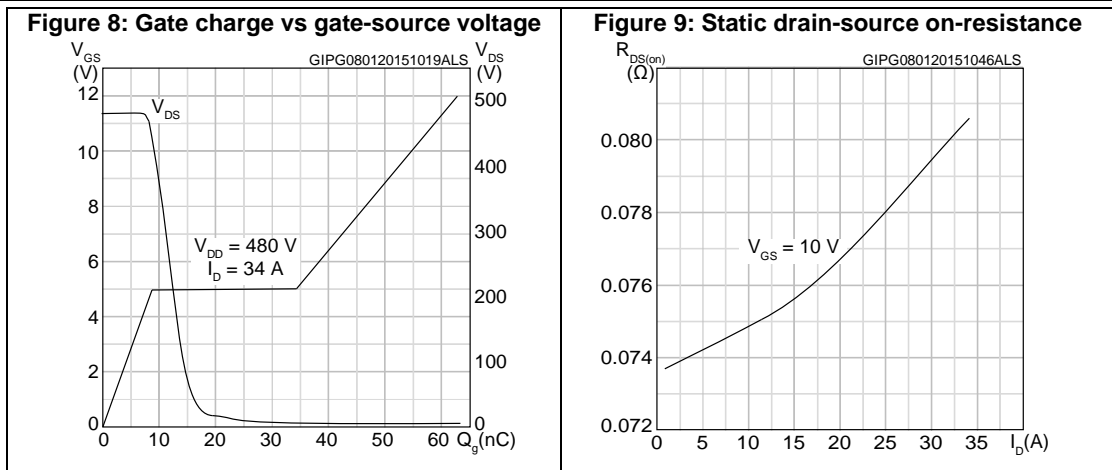 Figure 8: Gate charge vs gate-source voltage
V_GS
(V)
GIPG080120151019ALS
V_DS
(V)
12
10
8
6
4
2
0
V_DS
V_DD = 480 V
I_D = 34 A
500
400
300
200
100
0
0 10 20 30 40 50 60 Q_g(nC)
Figure 9: Static drain-source on-resistance
R_DS(on)
(Ω)
GIPG080120151046ALS
0.080
0.078
0.076
0.074
0.072
V_GS = 10 V
0 5 10 15 20 25 30 35 I_D(A)